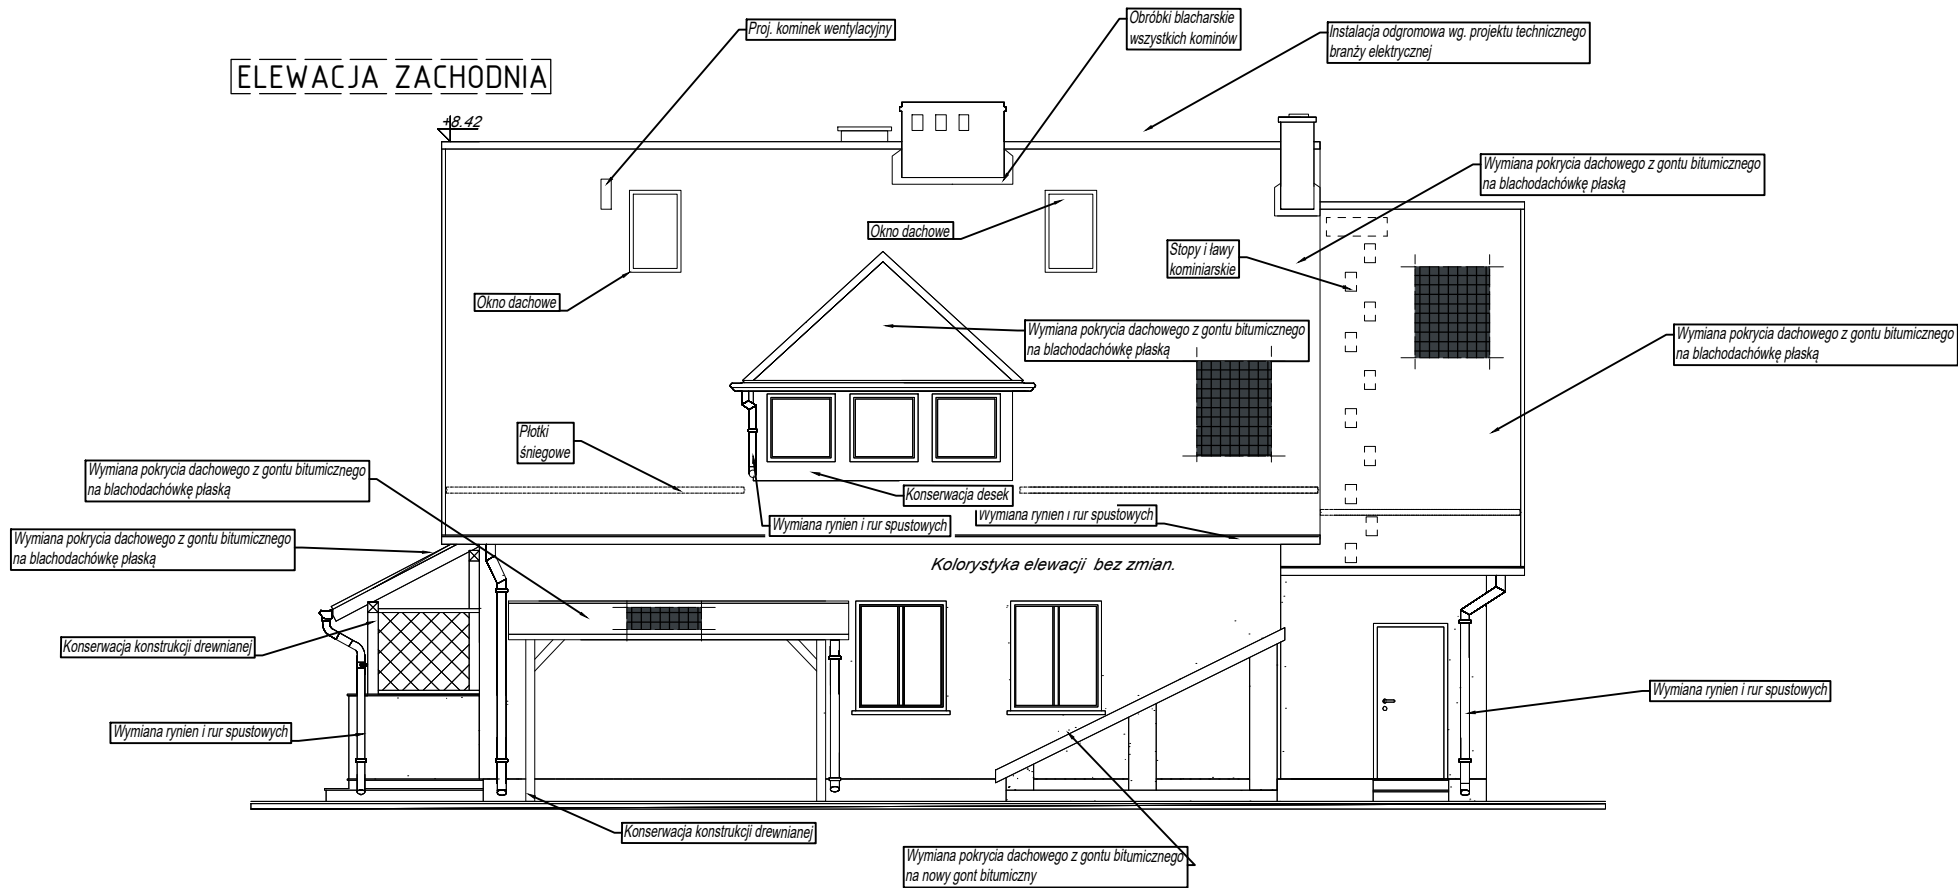 Proj. kominek wentylacyjny
Obróbki blacharskie
wszystkich kominów
Instalacja odgromowa wg. projektu technicznego
branży elektrycznej
ELEWACJA ZACHODNIA
+8.42
Wymiana pokrycia dachowego z gontu bitumicznego
na blachodachówkę płaską
Okno dachowe
Stopy i ławy
kominiarskie
Okno dachowe
Wymiana pokrycia dachowego z gontu bitumicznego
na blachodachówkę płaską
Wymiana pokrycia dachowego z gontu bitumicznego
na blachodachówkę płaską
Płotki
śniegowe
Wymiana pokrycia dachowego z gontu bitumicznego
na blachodachówkę płaską
Konserwacja desek
Wymiana rynien i rur spustowych
Wymiana rynien i rur spustowych
Wymiana pokrycia dachowego z gontu bitumicznego
na blachodachówkę płaską
Kolorystyka elewacji bez zmian.
Konserwacja konstrukcji drewnianej
Wymiana rynien i rur spustowych
Wymiana rynien i rur spustowych
Konserwacja konstrukcji drewnianej
Wymiana pokrycia dachowego z gontu bitumicznego
na nowy gont bitumiczny